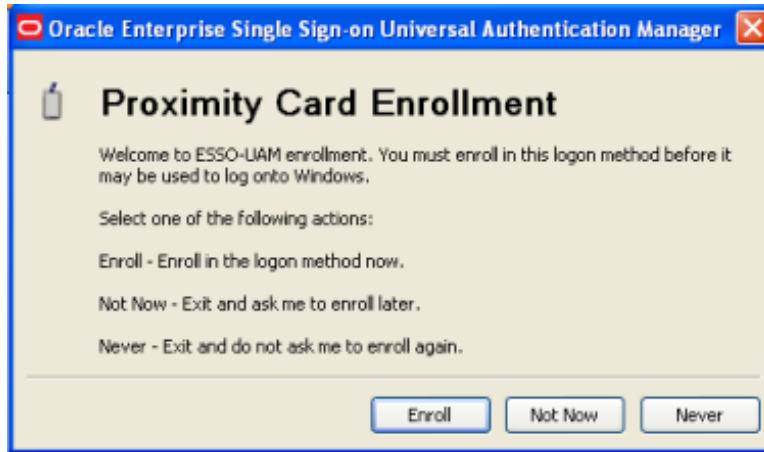 Oracle Enterprise Single Sign-on Universal Authentication Manager
Proximity Card Enrollment
Welcome to ESSO-UAM enrollment. You must enroll in this logon method before it
may be used to log onto Windows.
Select one of the following actions:
Enroll - Enroll in the logon method now.
Not Now - Exit and ask me to enroll later.
Never - Exit and do not ask me to enroll again.
Enroll Not Now Never